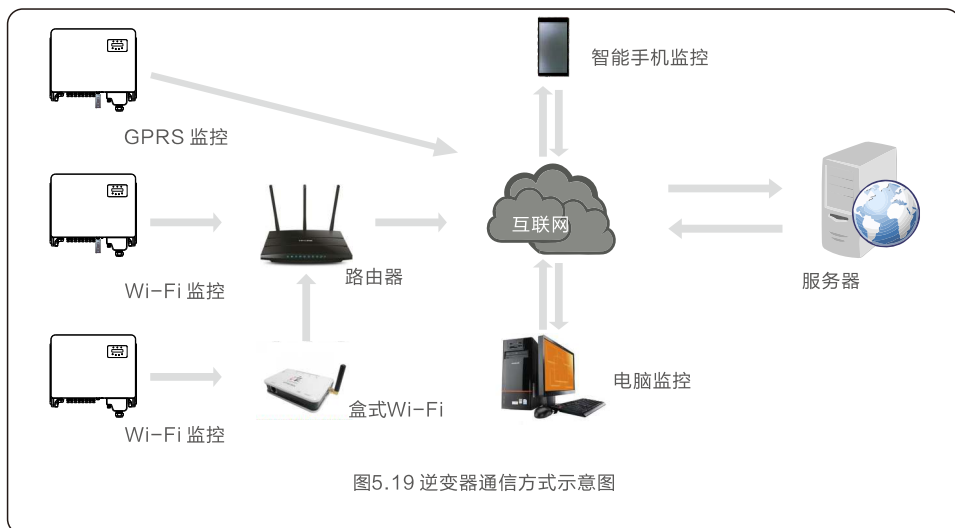 智能手机监控
GPRS 监控
互联网
Wi-Fi 监控
路由器
服务器
电脑监控
盒式Wi-Fi
Wi-Fi 监控
图5.19 逆变器通信方式示意图